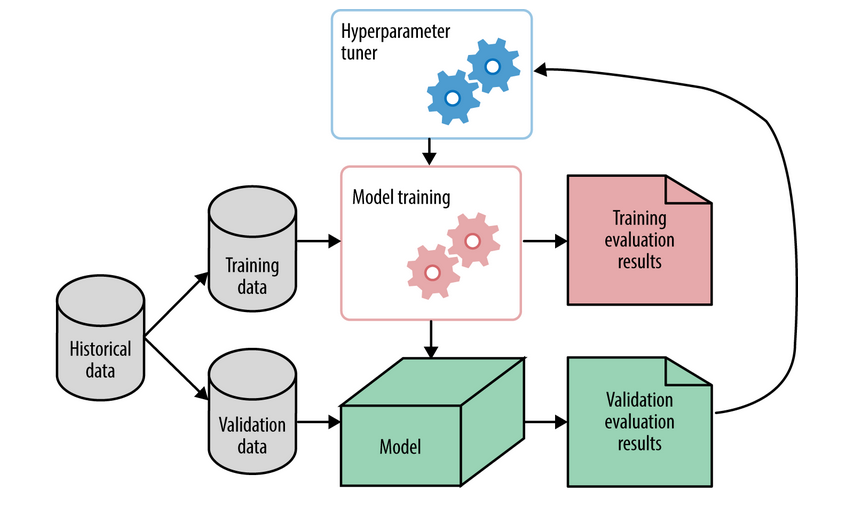 Hyperparameter
tuner
Model training
Training
evaluation
results
Training
data
Historical
data
Validation
data
Model
Validation
evaluation
results